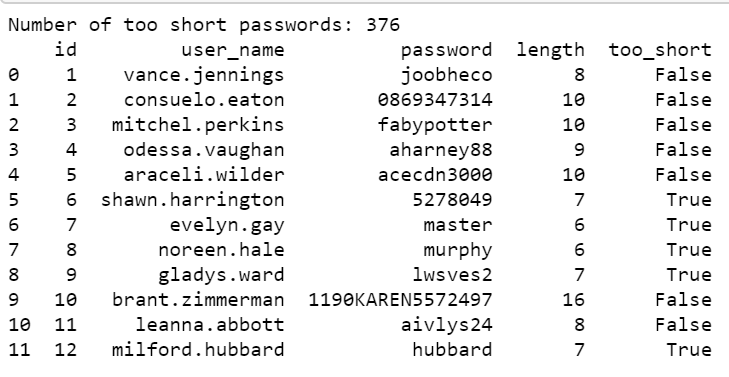 Number of too short passwords: 376
id user_name password length too_short
0 1 vance.jennings joobheco 8 False
1 2 consuelo.eaton 0869347314 10 False
2 3 mitchel.perkins fabypotter 10 False
3 4 odessa.vaughan aharney88 9 False
4 5 araceli.wilder acecdn3000 10 False
5 6 shawn.harrington 5278049 7 True
6 7 evelyn.gay master 6 True
7 8 noreen.hale murphy 6 True
8 9 gladys.ward lwsves2 7 True
9 10 brant.zimmerman 1190KAREN5572497 16 False
10 11 leanna.abbott aivlys24 8 False
11 12 milford.hubbard hubbard 7 True